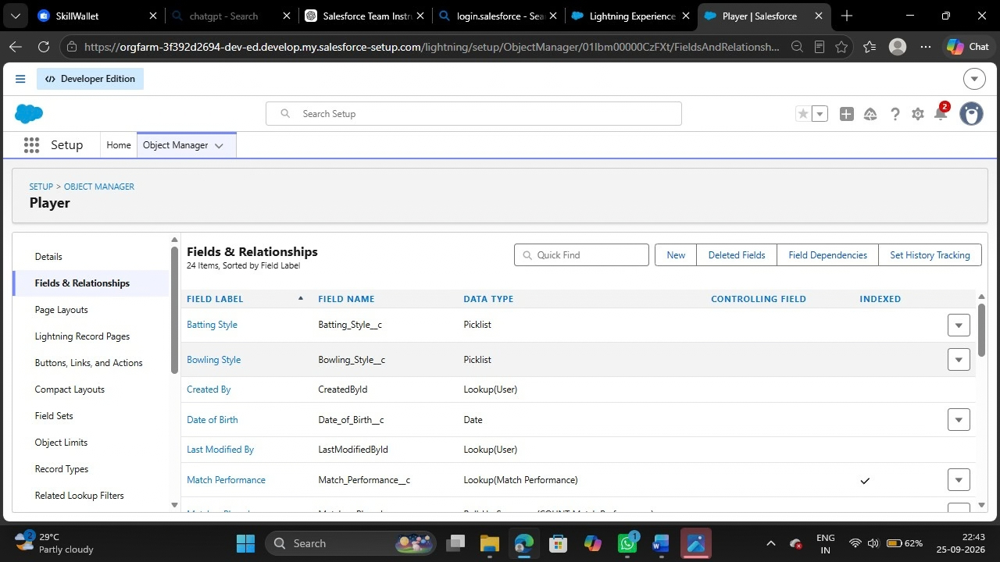 SkillWallet
chatgpt - Search
Salesforce Team Instru
login.salesforce - Sea
Lightning Experience
Player | Salesforce
https://orgfarm-3f392d2694-dev-ed.develop.my.salesforce-setup.com/lightning/setup/ObjectManager/01Ibm00000CzFXt/FieldsAndRelationsh...
Chat
</> Developer Edition
Search Setup
2
Setup
Home
Object Manager
SETUP > OBJECT MANAGER
Player
Details
Fields & Relationships
Page Layouts
Lightning Record Pages
Buttons, Links, and Actions
Compact Layouts
Field Sets
Object Limits
Record Types
Related Lookup Filters
Fields & Relationships
24 Items, Sorted by Field Label
Quick Find
New
Deleted Fields
Field Dependencies
Set History Tracking
FIELD LABEL FIELD NAME DATA TYPE CONTROLLING FIELD INDEXED
Batting Style Batting_Style__c Picklist
Bowling Style Bowling_Style__c Picklist
Created By CreatedById Lookup(User)
Date of Birth Date_of_Birth__c Date
Last Modified By LastModifiedById Lookup(User)
Match Performance Match_Performance__c Lookup(Match Performance)
2
29°C
Partly cloudy
Search
1
ENG
IN
62%
22:43
25-09-2026